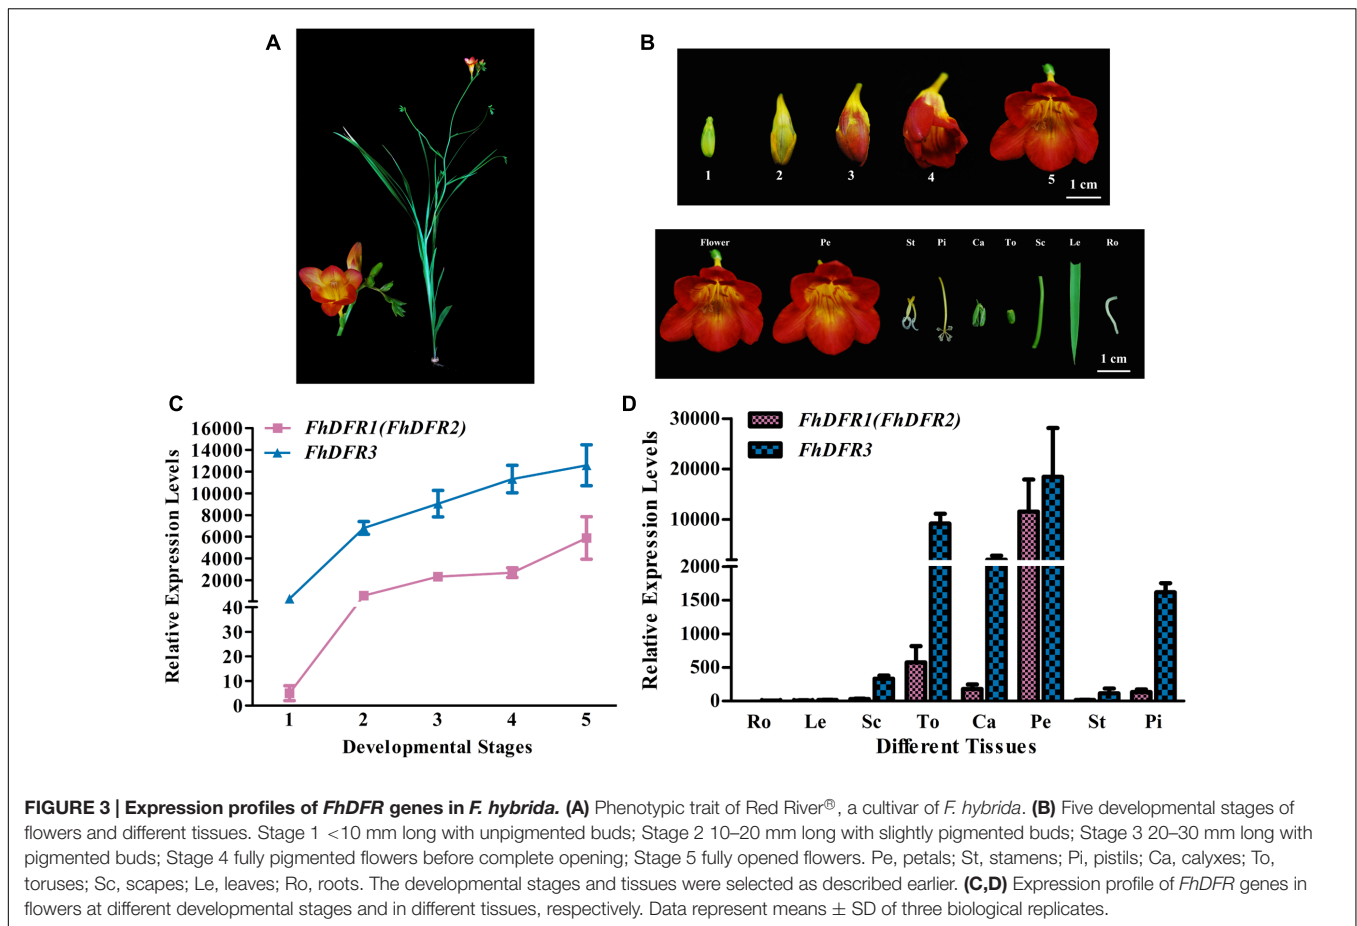 A
B
1
2
3
4
5
1 cm
Flower
Pe
St
Pi
Ca
To
Sc
Le
Ro
1 cm
C
FhDFR1(FhDFR2)
FhDFR3
Relative Expression Levels
16000
14000
12000
10000
8000
6000
4000
2000
40
30
20
10
0
1
2
3
4
5
Developmental Stages
D
FhDFR1(FhDFR2)
FhDFR3
Relative Expression Levels
30000
20000
10000
2000
1500
1000
500
0
Ro
Le
Sc
To
Ca
Pe
St
Pi
Different Tissues
FIGURE 3 | Expression profiles of FhDFR genes in F. hybrida. (A) Phenotypic trait of Red River®, a cultivar of F. hybrida. (B) Five developmental stages of
flowers and different tissues. Stage 1 <10 mm long with unpigmented buds; Stage 2 10–20 mm long with slightly pigmented buds; Stage 3 20–30 mm long with
pigmented buds; Stage 4 fully pigmented flowers before complete opening; Stage 5 fully opened flowers. Pe, petals; St, stamens; Pi, pistils; Ca, calyxes; To,
toruses; Sc, scapes; Le, leaves; Ro, roots. The developmental stages and tissues were selected as described earlier. (C,D) Expression profile of FhDFR genes in
flowers at different developmental stages and in different tissues, respectively. Data represent means ± SD of three biological replicates.